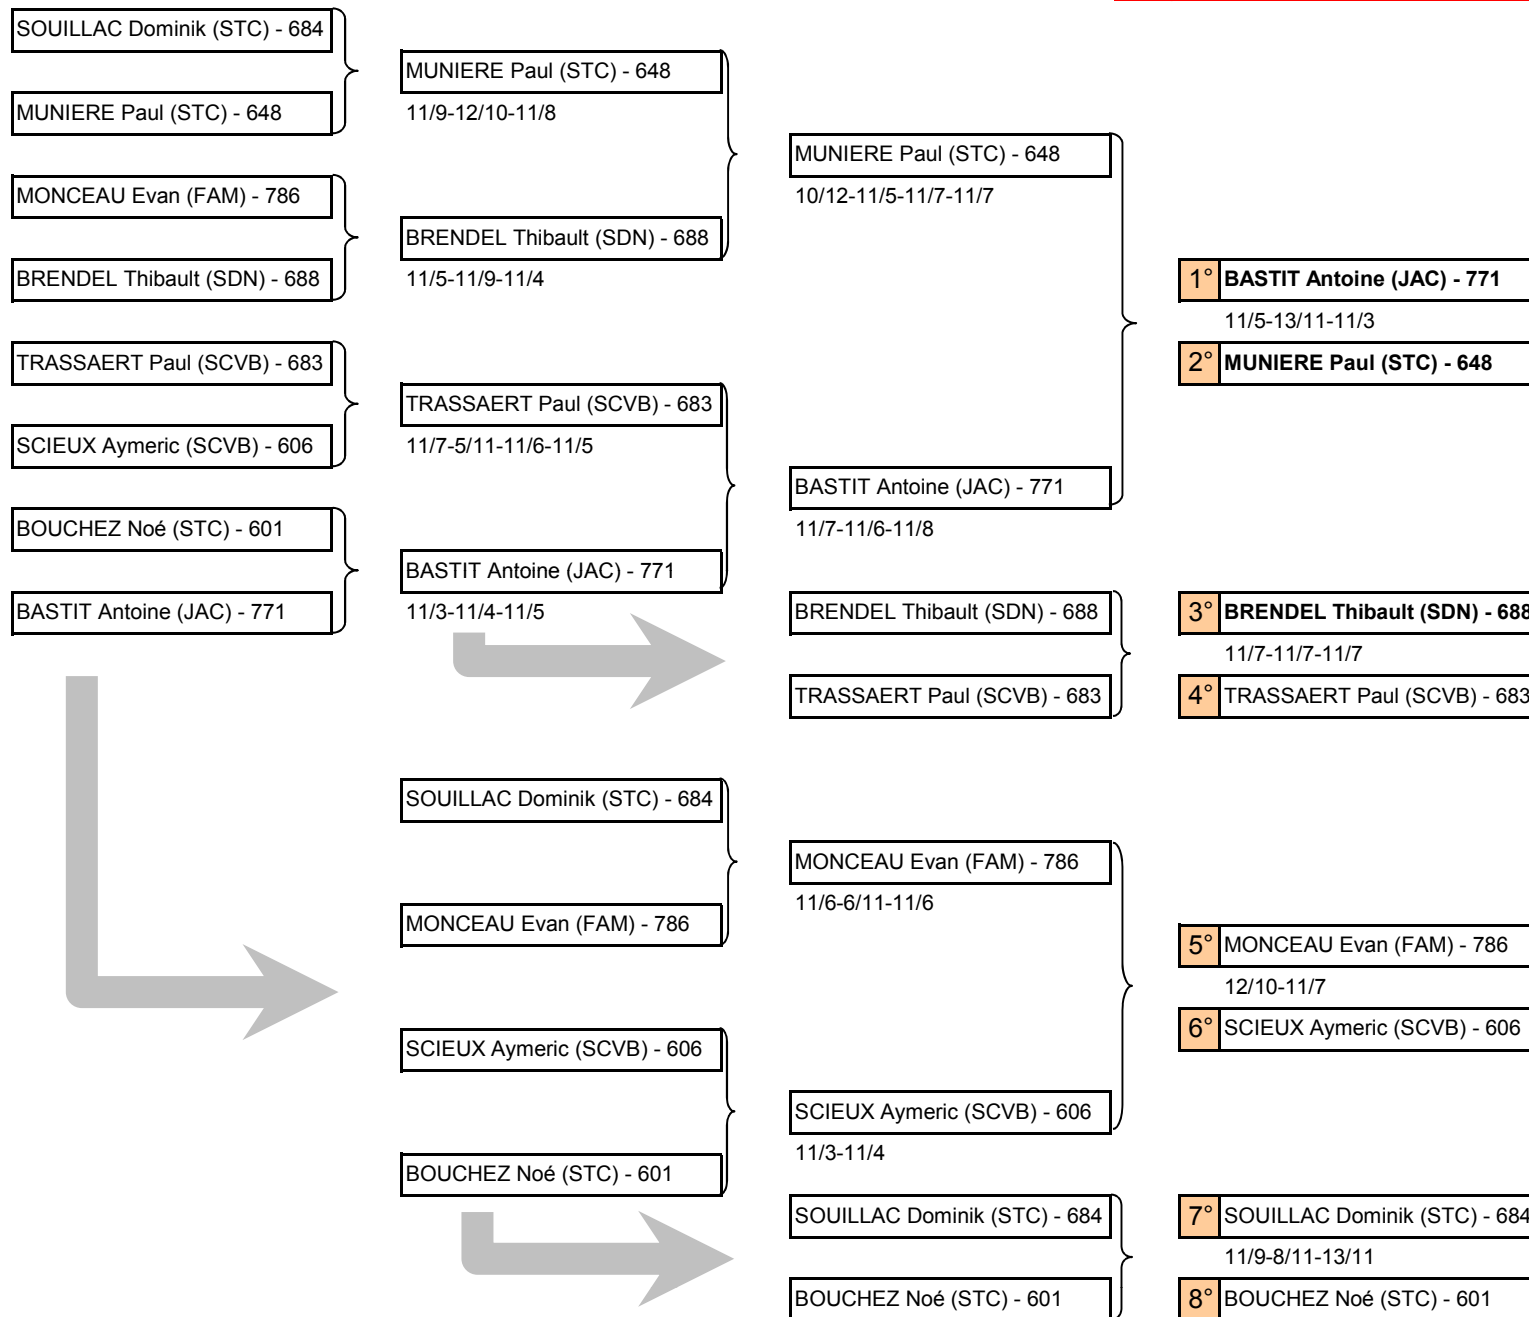 SOUILLAC Dominik (STC) - 684
MUNIERE Paul (STC) - 648
MONCEAU Evan (FAM) - 786
BRENDEL Thibault (SDN) - 688
TRASSAERT Paul (SCVB) - 683
SCIEUX Aymeric (SCVB) - 606
BOUCHEZ Noé (STC) - 601
BASTIT Antoine (JAC) - 771
MUNIERE Paul (STC) - 648
11/9-12/10-11/8
BRENDEL Thibault (SDN) - 688
11/5-11/9-11/4
TRASSAERT Paul (SCVB) - 683
11/7-5/11-11/6-11/5
BASTIT Antoine (JAC) - 771
11/3-11/4-11/5
SOUILLAC Dominik (STC) - 684
MONCEAU Evan (FAM) - 786
SCIEUX Aymeric (SCVB) - 606
BOUCHEZ Noé (STC) - 601
MUNIERE Paul (STC) - 648
10/12-11/5-11/7-11/7
BASTIT Antoine (JAC) - 771
11/7-11/6-11/8
BRENDEL Thibault (SDN) - 688
TRASSAERT Paul (SCVB) - 683
MONCEAU Evan (FAM) - 786
11/6-6/11-11/6
SCIEUX Aymeric (SCVB) - 606
11/3-11/4
SOUILLAC Dominik (STC) - 684
BOUCHEZ Noé (STC) - 601
1° BASTIT Antoine (JAC) - 771
11/5-13/11-11/3
2° MUNIERE Paul (STC) - 648
3° BRENDEL Thibault (SDN) - 688
11/7-11/7-11/7
4° TRASSAERT Paul (SCVB) - 683
5° MONCEAU Evan (FAM) - 786
12/10-11/7
6° SCIEUX Aymeric (SCVB) - 606
7° SOUILLAC Dominik (STC) - 684
11/9-8/11-13/11
8° BOUCHEZ Noé (STC) - 601